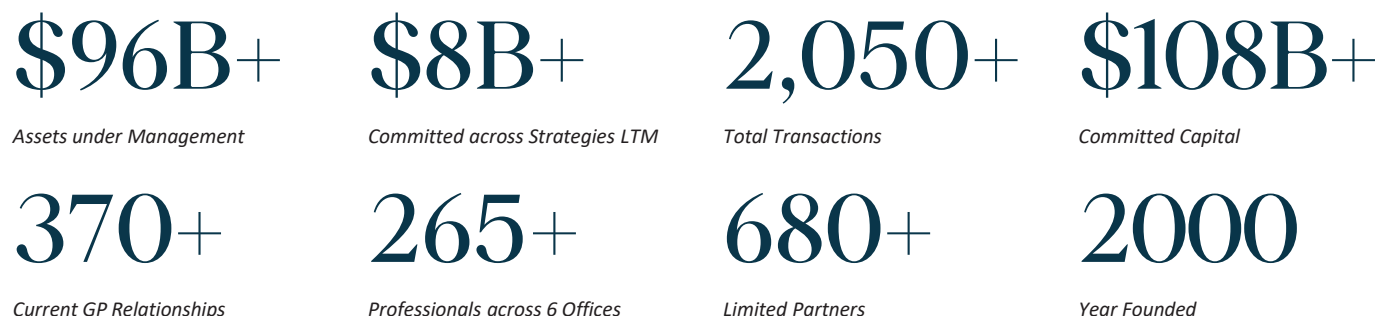 $96B+ $8B+ 2,050+ $108B+
Assets under Management Committed across Strategies LTM Total Transactions Committed Capital
370+ 265+ 680+ 2000
Current GP Relationships Professionals across 6 Offices Limited Partners Year Founded